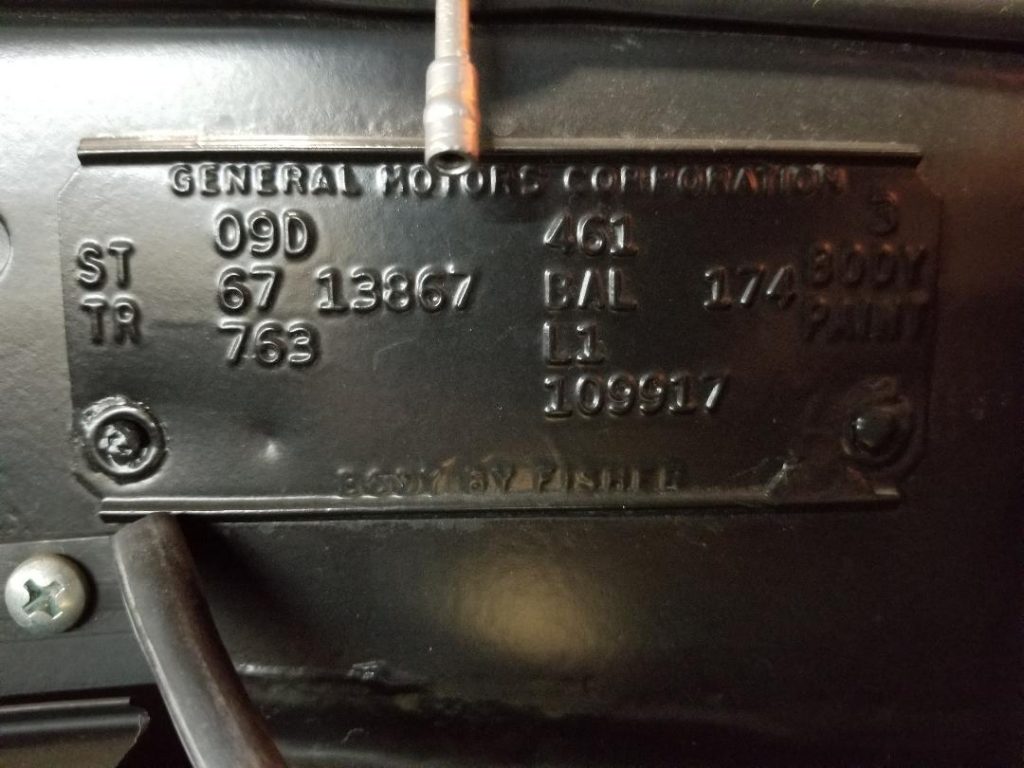 GENERAL MOTORS CORPORATION
09D 461 3
ST 67 13867 BAL 174 BODY
TR 763 L1 PAINT
109917
BODY BY FISHER